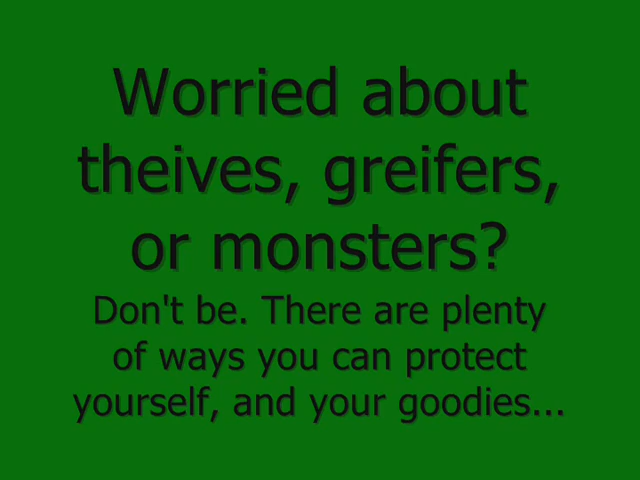 Worried about
theives, greifers,
or monsters?
Don't be. There are plenty
of ways you can protect
yourself, and your goodies...